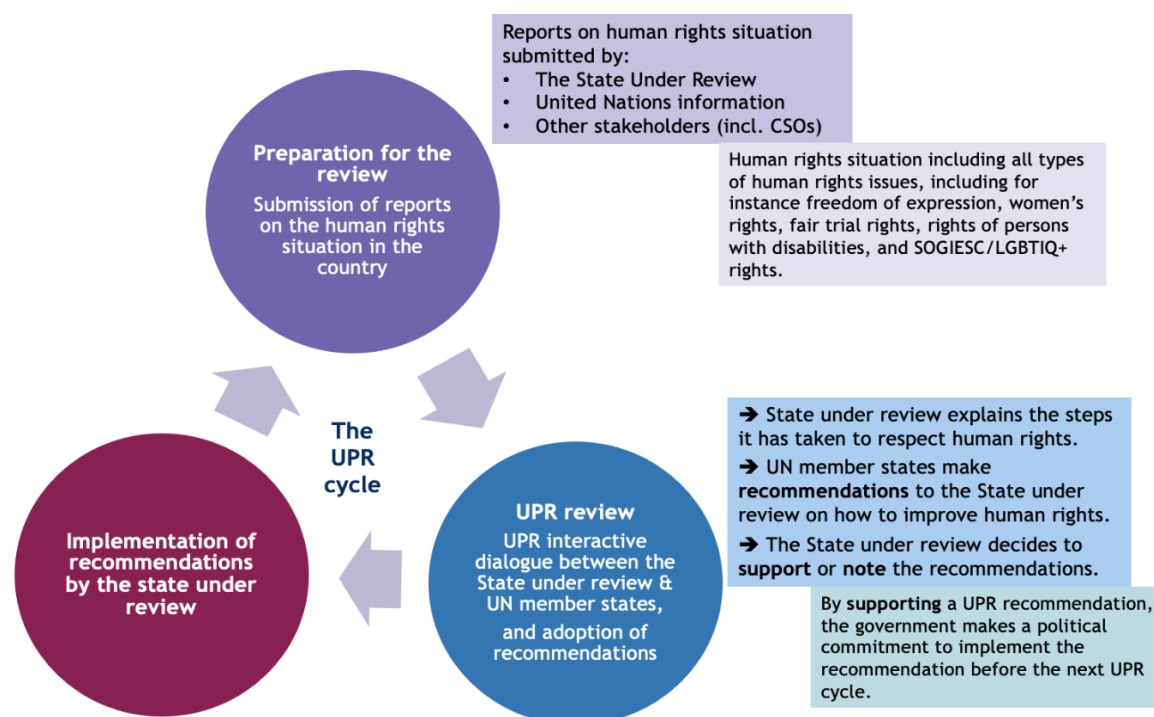 Reports on human rights situation
submitted by:
• The State Under Review
• United Nations information
• Other stakeholders (incl. CSOs)
Preparation for the
review
Submission of reports
on the human rights
situation in the
country
Human rights situation including all types
of human rights issues, including for
instance freedom of expression, women’s
rights, fair trial rights, rights of persons
with disabilities, and SOGIESC/LGBTIQ+
rights.
The
UPR
cycle
UPR review
UPR interactive
dialogue between the
State under review &
UN member states,
and adoption of
recommendations
➔ State under review explains the steps
it has taken to respect human rights.
➔ UN member states make
recommendations to the State under
review on how to improve human rights.
➔ The State under review decides to
support or note the recommendations.
By supporting a UPR recommendation,
the government makes a political
commitment to implement the
recommendation before the next UPR
cycle.
Implementation of
recommendations
by the state under
review